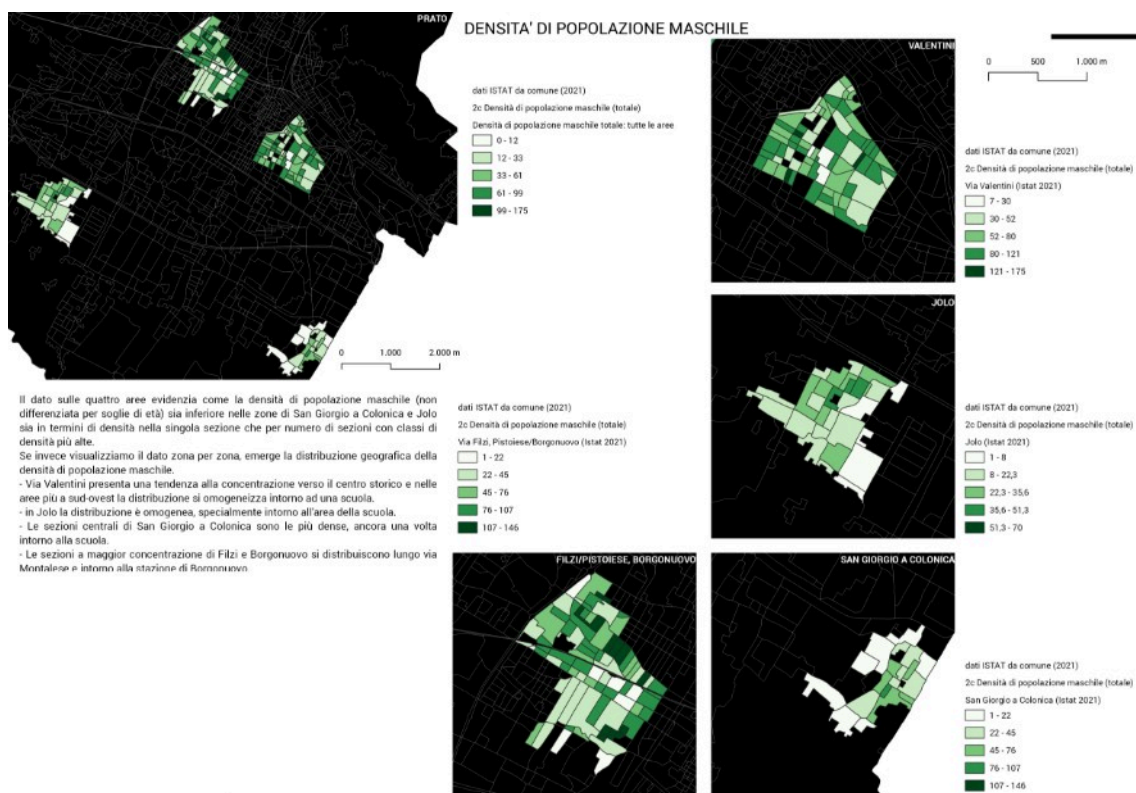 DENSITA' DI POPOLAZIONE MASCHILE
PRATO
dati ISTAT da comune (2021)
2c Densità di popolazione maschile (totale)
Densità di popolazione maschile totale: tutte le aree
0 - 12
12 - 33
33 - 61
61 - 99
99 - 175
0 1.000 2.000 m
VALENTINI
0 500 1.000 m
dati ISTAT da comune (2021)
2c Densità di popolazione maschile (totale)
Via Valentini (Istat 2021)
7 - 30
30 - 52
52 - 80
80 - 121
121 - 175
Il dato sulle quattro aree evidenzia come la densità di popolazione maschile (non
differenziata per soglie di età) sia inferiore nelle zone di San Giorgio a Colonica e Jolo
sia in termini di densità nella singola sezione che per numero di sezioni con classi di
densità più alte.
Se invece visualizziamo il dato zona per zona, emerge la distribuzione geografica della
densità di popolazione maschile.
- Via Valentini presenta una tendenza alla concentrazione verso il centro storico e nelle
aree più a sud-ovest la distribuzione si omogeneizza intorno ad una scuola.
- in Jolo la distribuzione è omogenea, specialmente intorno all'area della scuola.
- Le sezioni centrali di San Giorgio a Colonica sono le più dense, ancora una volta
intorno alla scuola.
- Le sezioni a maggior concentrazione di Filzi e Borgonuovo si distribuiscono lungo via
Montalese e intorno alla stazione di Borgonuovo.
JOLO
dati ISTAT da comune (2021)
2c Densità di popolazione maschile (totale)
Jolo (Istat 2021)
1 - 8
8 - 22,3
22,3 - 35,6
35,6 - 51,3
51,3 - 70
dati ISTAT da comune (2021)
2c Densità di popolazione maschile (totale)
Via Filzi, Pistoiese/Borgonuovo (Istat 2021)
1 - 22
22 - 45
45 - 76
76 - 107
107 - 146
FILZI/PISTOIESE, BORGONUOVO
SAN GIORGIO A COLONICA
dati ISTAT da comune (2021)
2c Densità di popolazione maschile (totale)
San Giorgio a Colonica (Istat 2021)
1 - 22
22 - 45
45 - 76
76 - 107
107 - 146